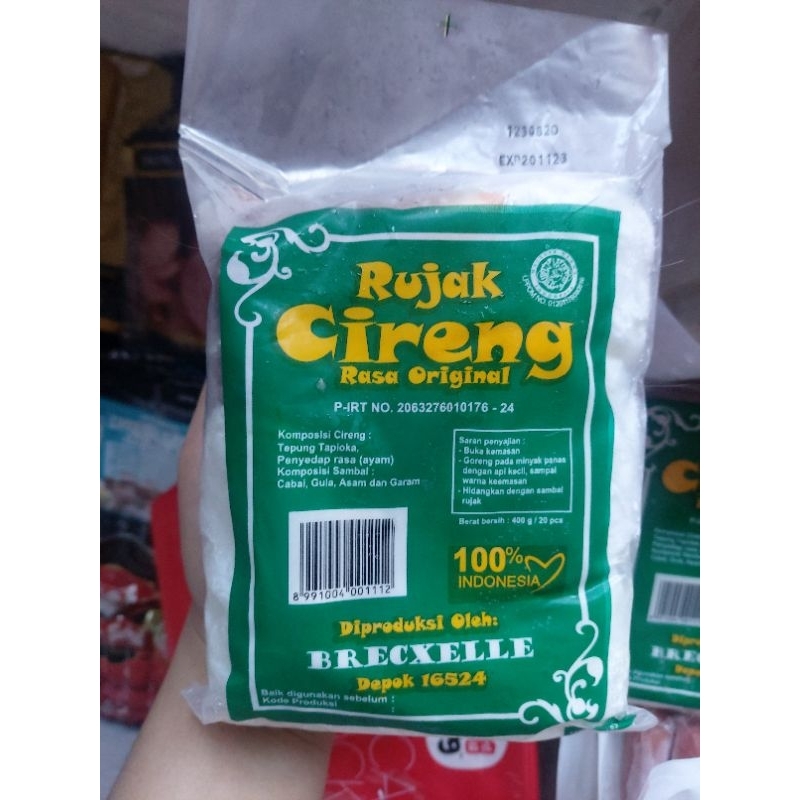 EXP201123
Rujak
Cireng
Rasa Original
P-IRT NO. 2063276010176 - 24
Komposisi Cireng :
Tepung Tapioka,
Penyedap rasa (ayam)
Komposisi Sambal :
Cabai, Gula, Asam dan Garam
Saran penyajian :
- Buka kemasan
- Goreng pada minyak panas
dengan api kecil, sampai
warna keemasan
- Hidangkan dengan sambal
rujak
Berat bersih : 400 g / 20 pcs
8 991004 001112
100%
INDONESIA
Diproduksi Oleh:
BRECXELLE
Depok 16524
Baik digunakan sebelum :
Kode Produksi :